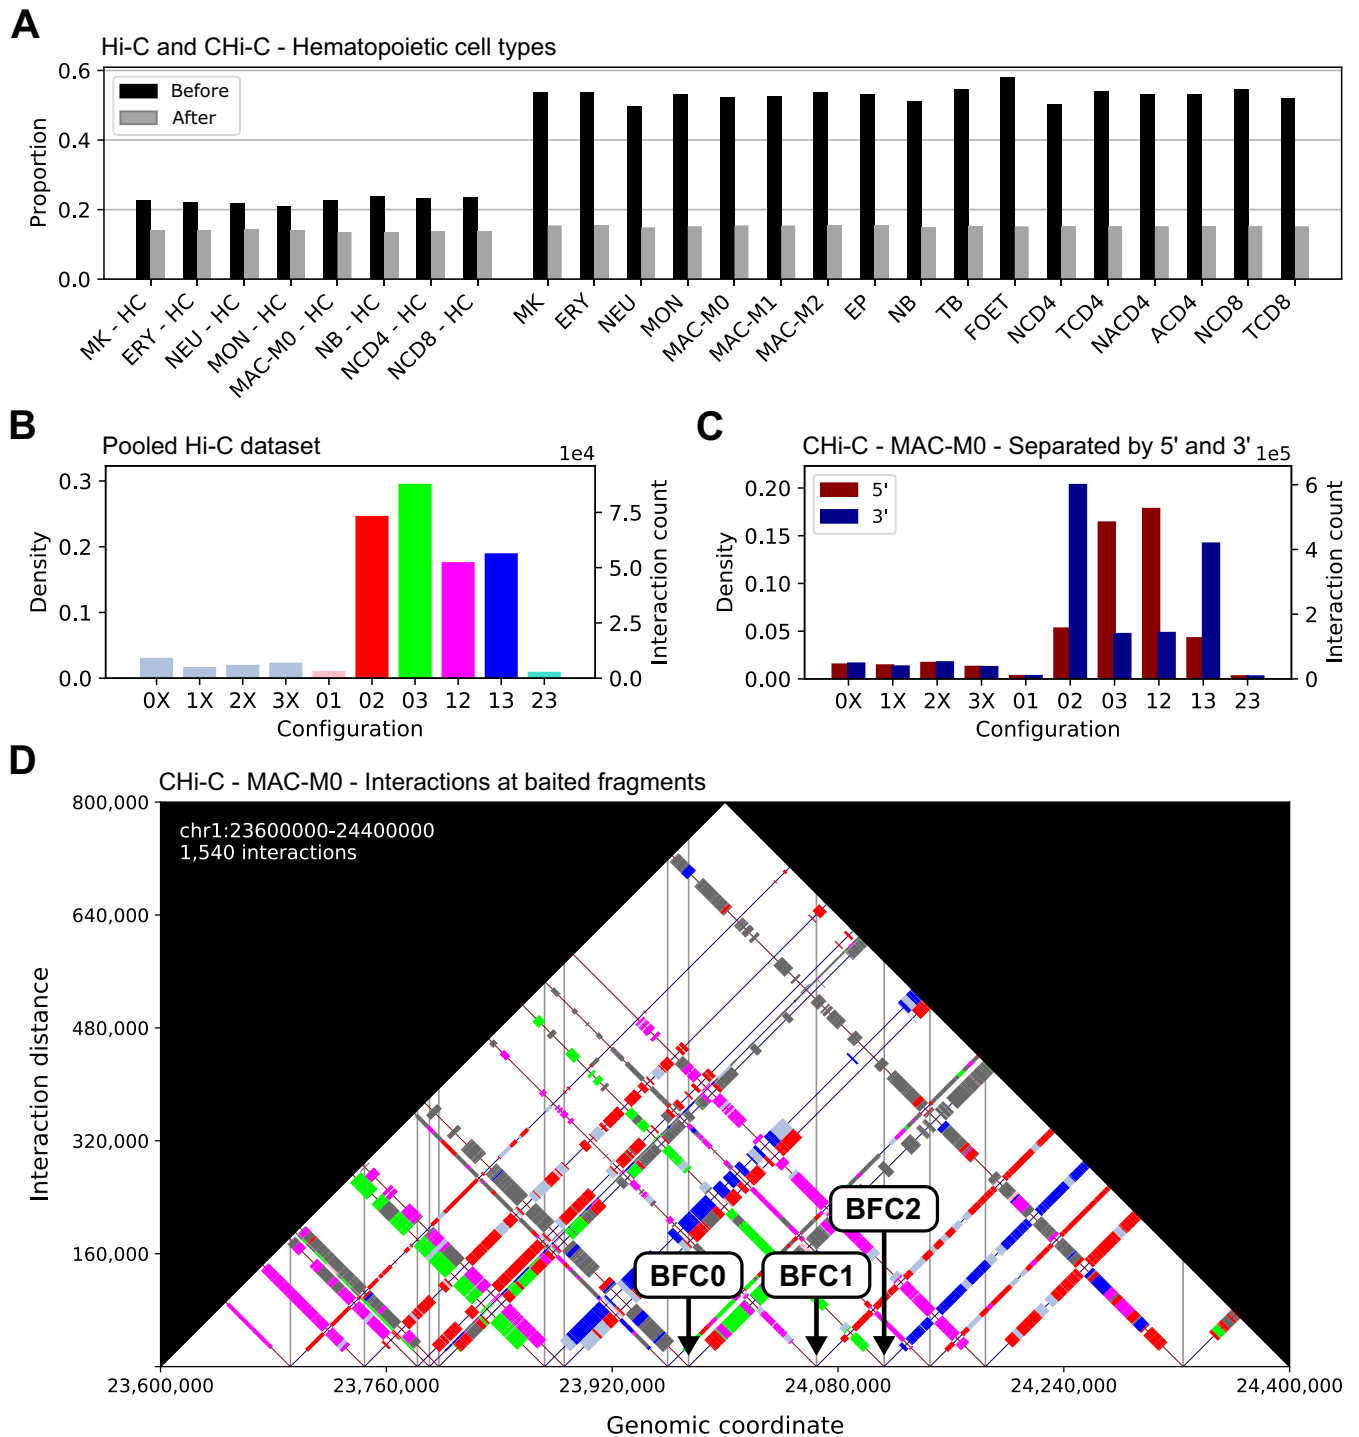 A
Hi-C and CHi-C - Hematopoietic cell types
Proportion
0.6
0.4
0.2
0.0
Before
After
MK - HC
ERY - HC
NEU - HC
MON - HC
MAC-M0 - HC
NB - HC
NCD4 - HC
NCD8 - HC
MK
ERY
NEU
MON
MAC-M0
MAC-M1
MAC-M2
EP
NB
TB
FOET
NCD4
TCD4
NACD4
ACD4
NCD8
TCD8
B
Pooled Hi-C dataset
1e4
Density
0.3
0.2
0.1
0.0
7.5
5.0
2.5
0.0
Interaction count
0X 1X 2X 3X 01 02 03 12 13 23
Configuration
C
CHi-C - MAC-M0 - Separated by 5' and 3'
1e5
5'
3'
Density
0.20
0.15
0.10
0.05
0.00
6
4
2
0
Interaction count
0X 1X 2X 3X 01 02 03 12 13 23
Configuration
D
CHi-C - MAC-M0 - Interactions at baited fragments
chr1:23600000-24400000
1,540 interactions
Interaction distance
800,000
640,000
480,000
320,000
160,000
BFC0
BFC1
BFC2
23,600,000 23,760,000 23,920,000 24,080,000 24,240,000 24,400,000
Genomic coordinate